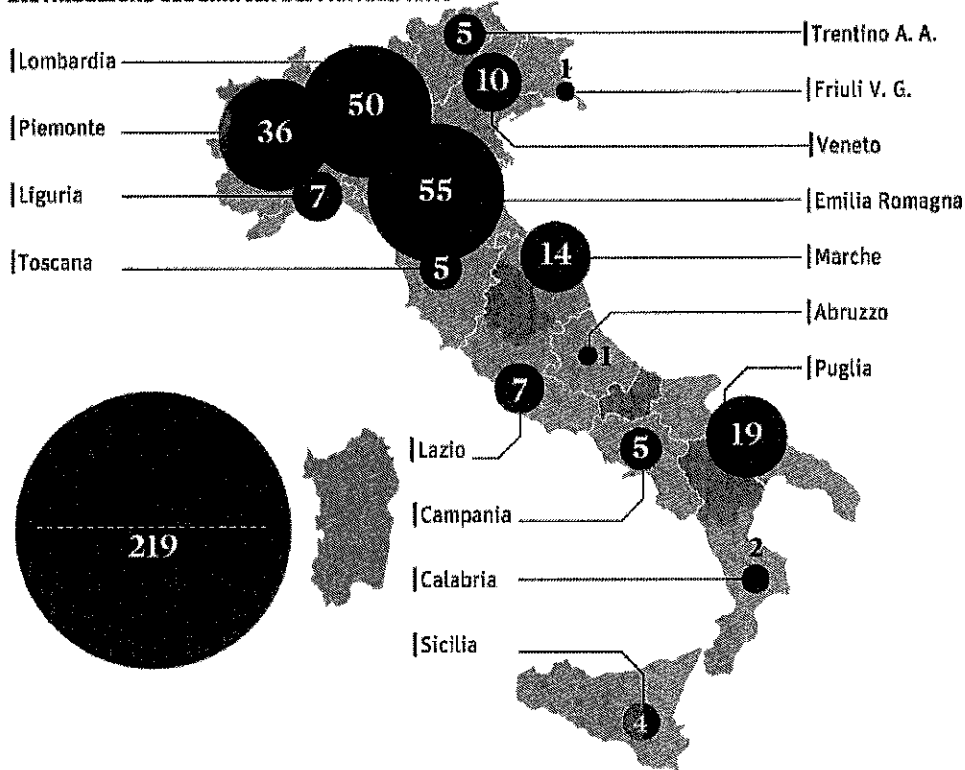 Trentino A. A.
5
Lombardia
1
10
Friuli V. G.
50
Piemonte
36
Veneto
Liguria
7
55
Emilia Romagna
Toscana
5
14
Marche
Abruzzo
1
Puglia
7
19
Lazio
5
Campania
219
2
Calabria
Sicilia
4